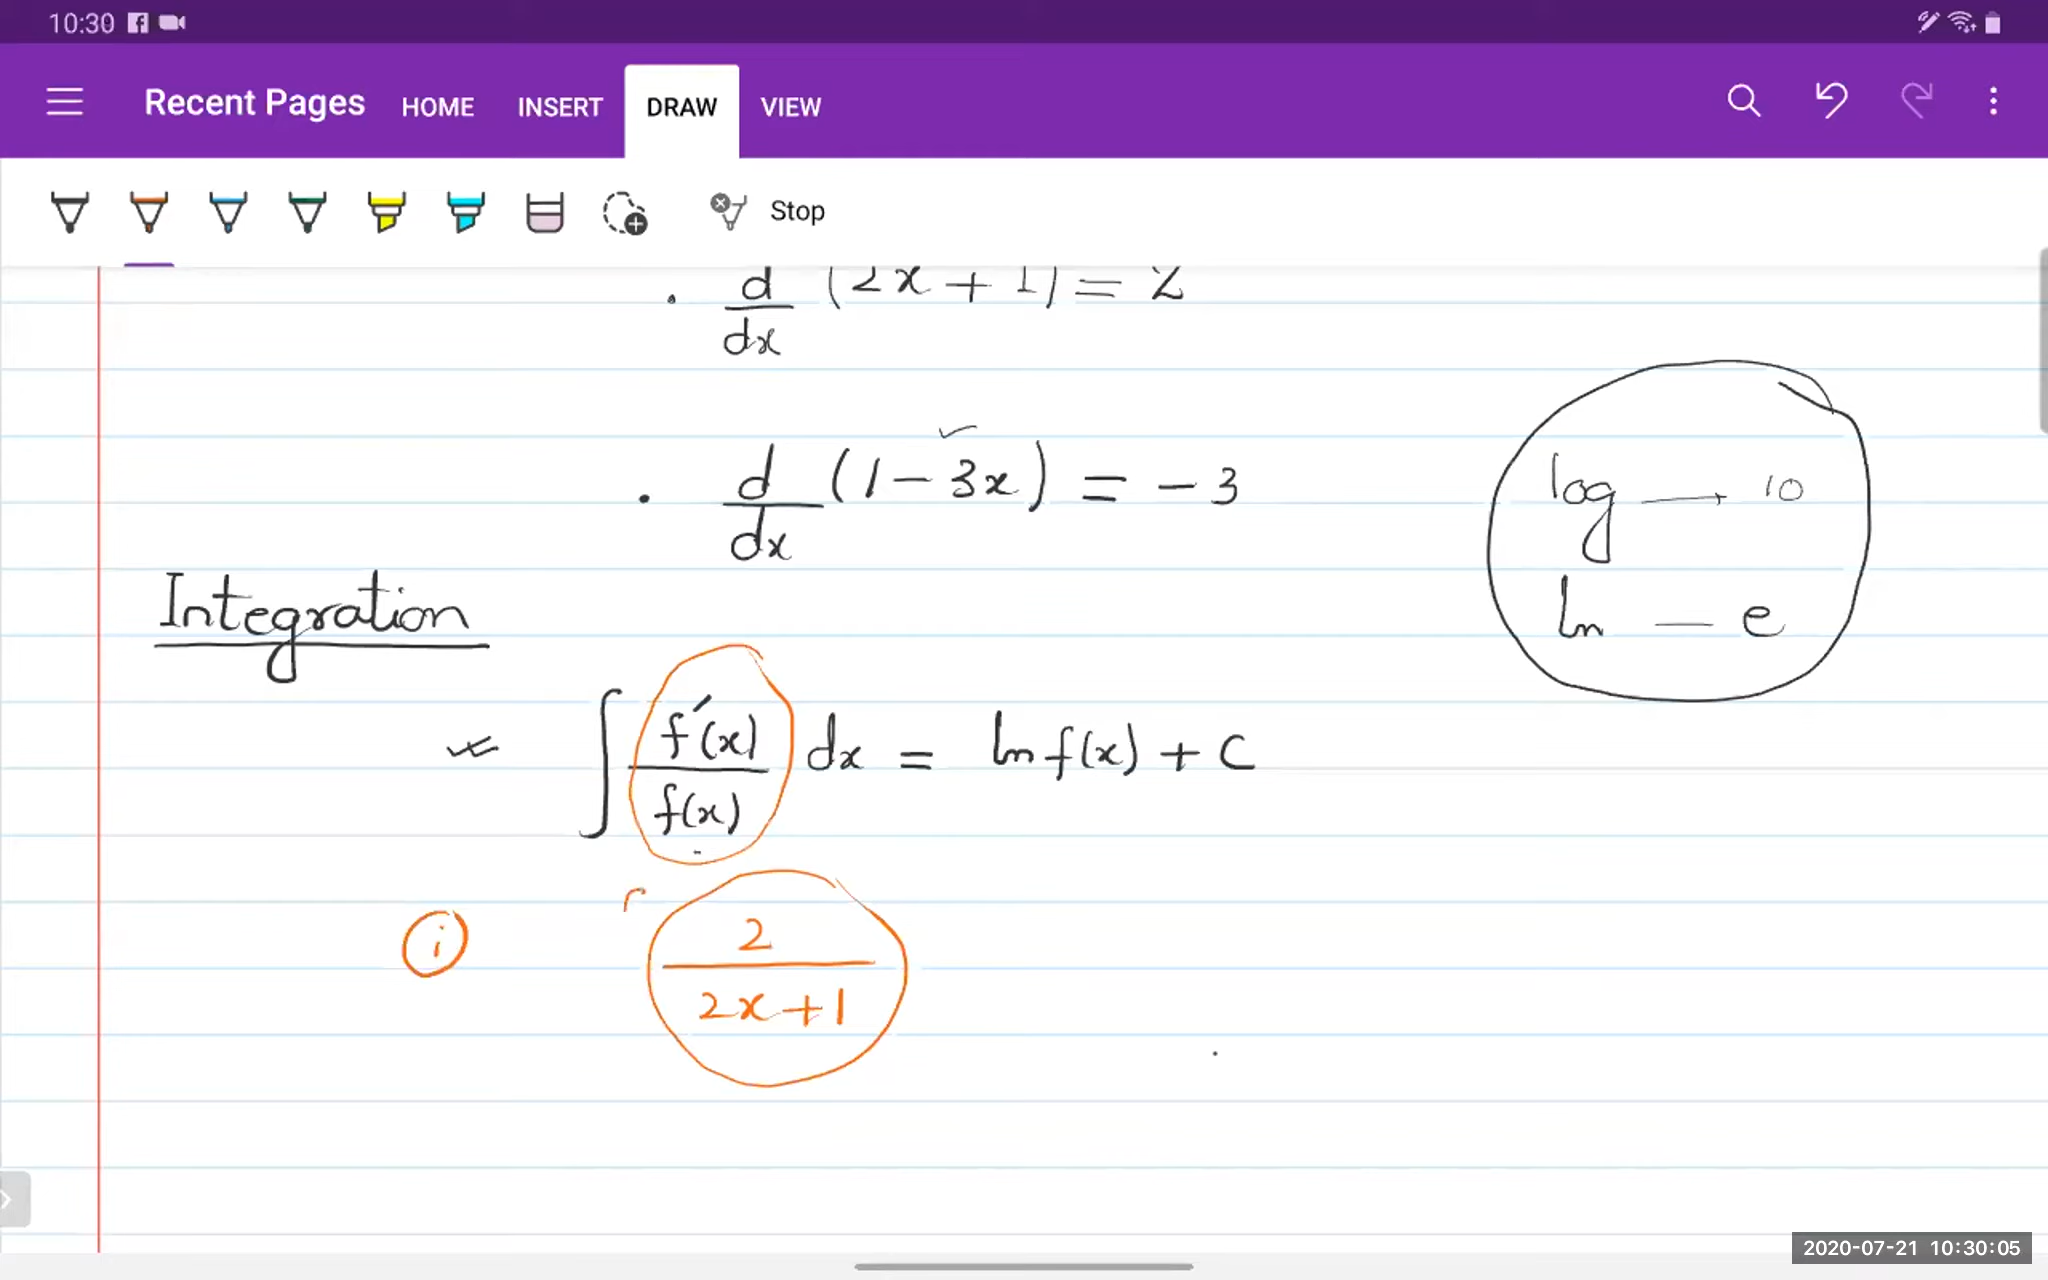 10:30
Recent Pages HOME INSERT DRAW VIEW
Stop
. d/dx (2x + 1) = 2
. d/dx (1 - 3x) = -3
log → 10
ln — e
Integration
∫ f'(x)/f(x) dx = ln f(x) + c
i 2/2x+1
2020-07-21 10:30:05